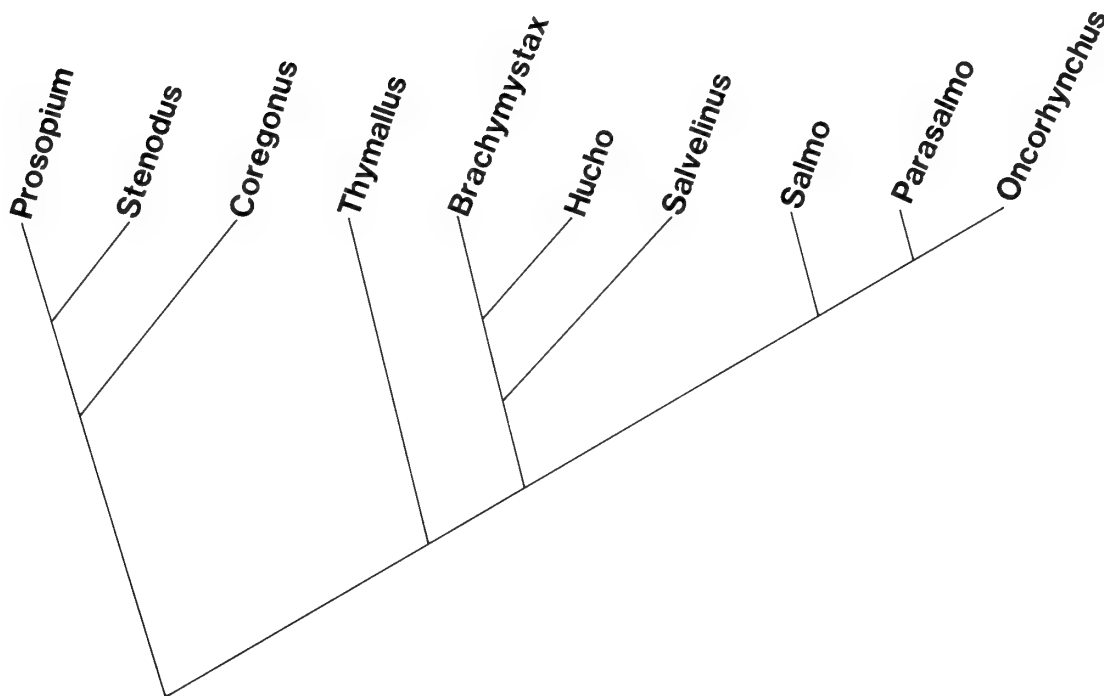 Prosopium
Stenodus
Coregonus
Thymallus
Brachymystax
Hucho
Salvelinus
Salmo
Parasalmo
Oncorhynchus